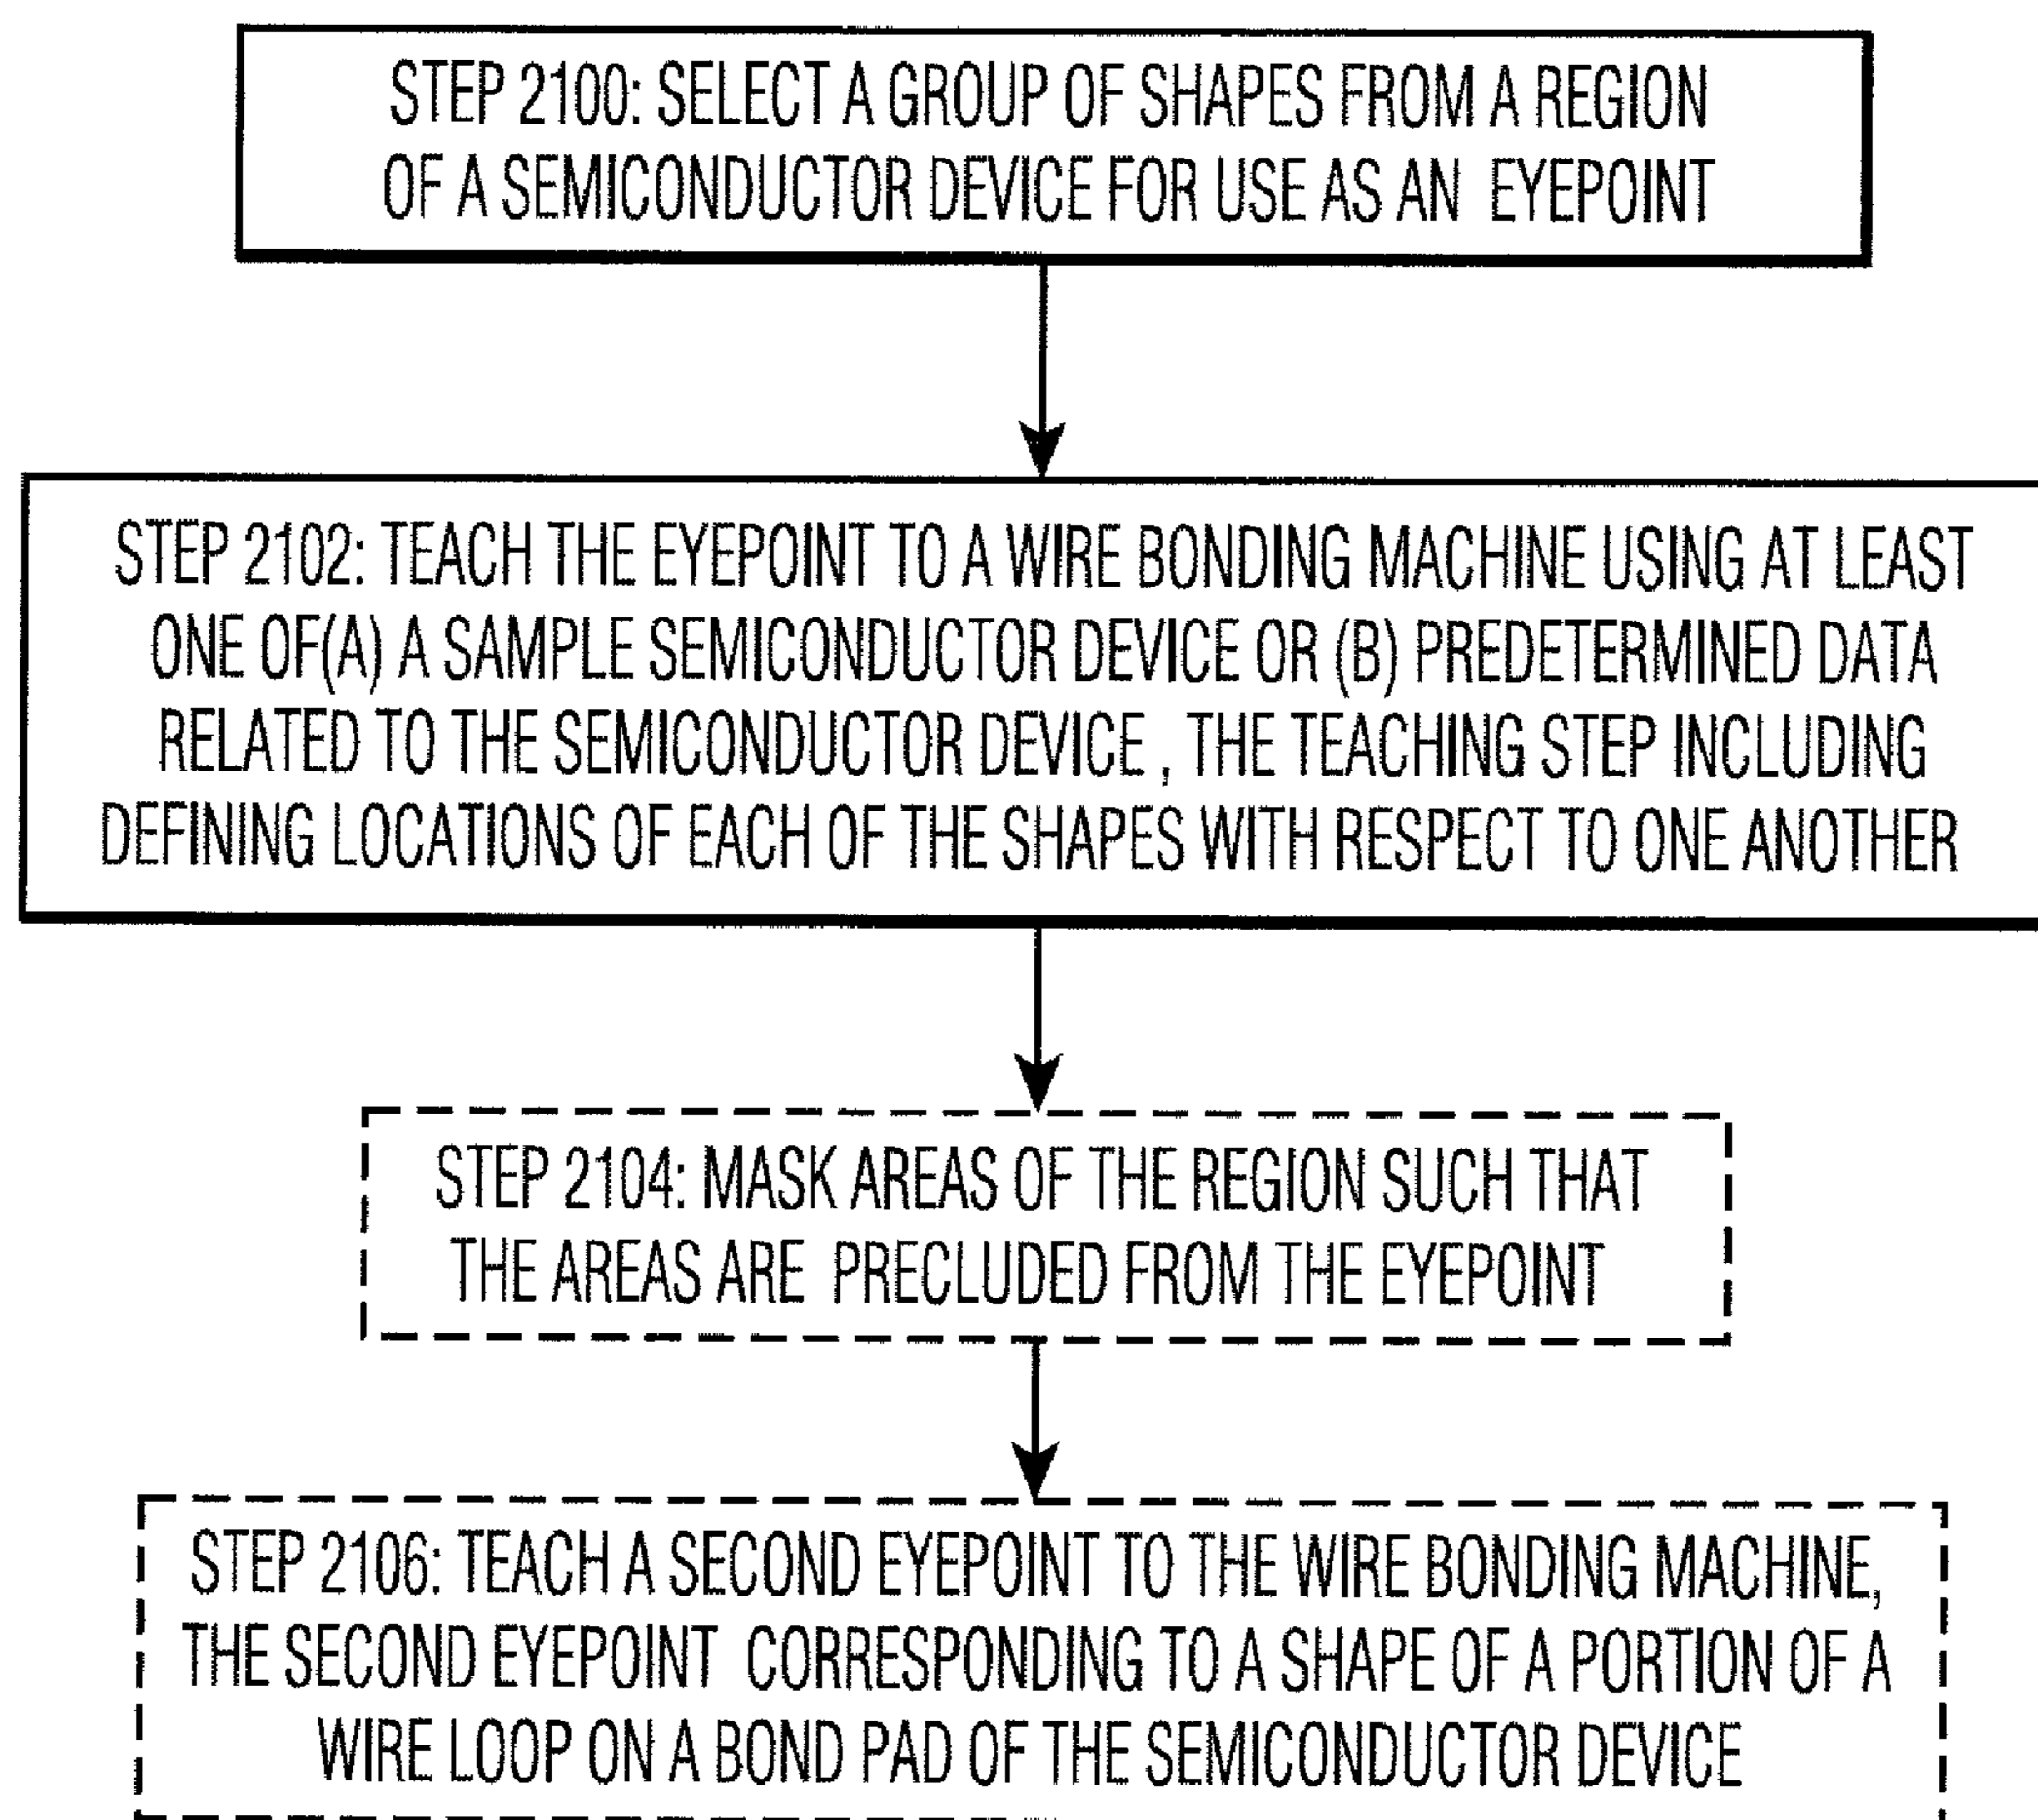 STEP 2100: SELECT A GROUP OF SHAPES FROM A REGION
OF A SEMICONDUCTOR DEVICE FOR USE AS AN EYEPOINT
STEP 2102: TEACH THE EYEPOINT TO A WIRE BONDING MACHINE USING AT LEAST
ONE OF(A) A SAMPLE SEMICONDUCTOR DEVICE OR (B) PREDETERMINED DATA
RELATED TO THE SEMICONDUCTOR DEVICE , THE TEACHING STEP INCLUDING
DEFINING LOCATIONS OF EACH OF THE SHAPES WITH RESPECT TO ONE ANOTHER
STEP 2104: MASK AREAS OF THE REGION SUCH THAT
THE AREAS ARE PRECLUDED FROM THE EYEPOINT
STEP 2106: TEACH A SECOND EYEPOINT TO THE WIRE BONDING MACHINE,
THE SECOND EYEPOINT CORRESPONDING TO A SHAPE OF A PORTION OF A
WIRE LOOP ON A BOND PAD OF THE SEMICONDUCTOR DEVICE